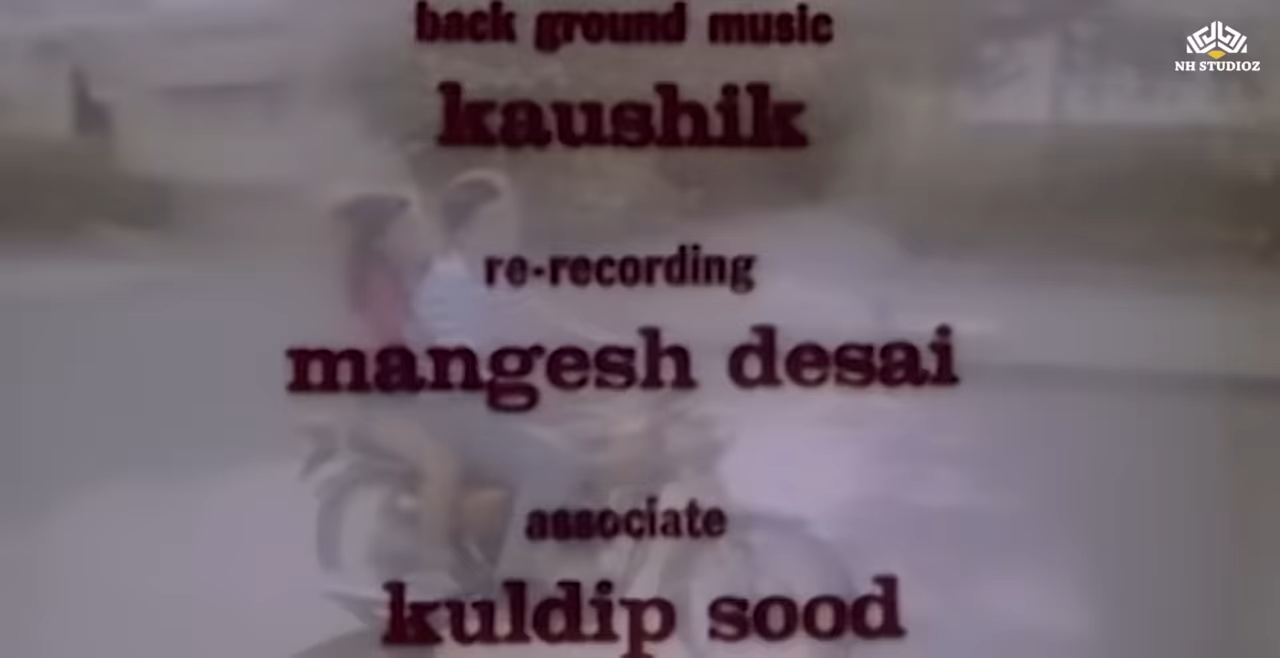 back ground music
NH STUDIOZ
kaushik
re-recording
mangesh desai
associate
kuldip sood